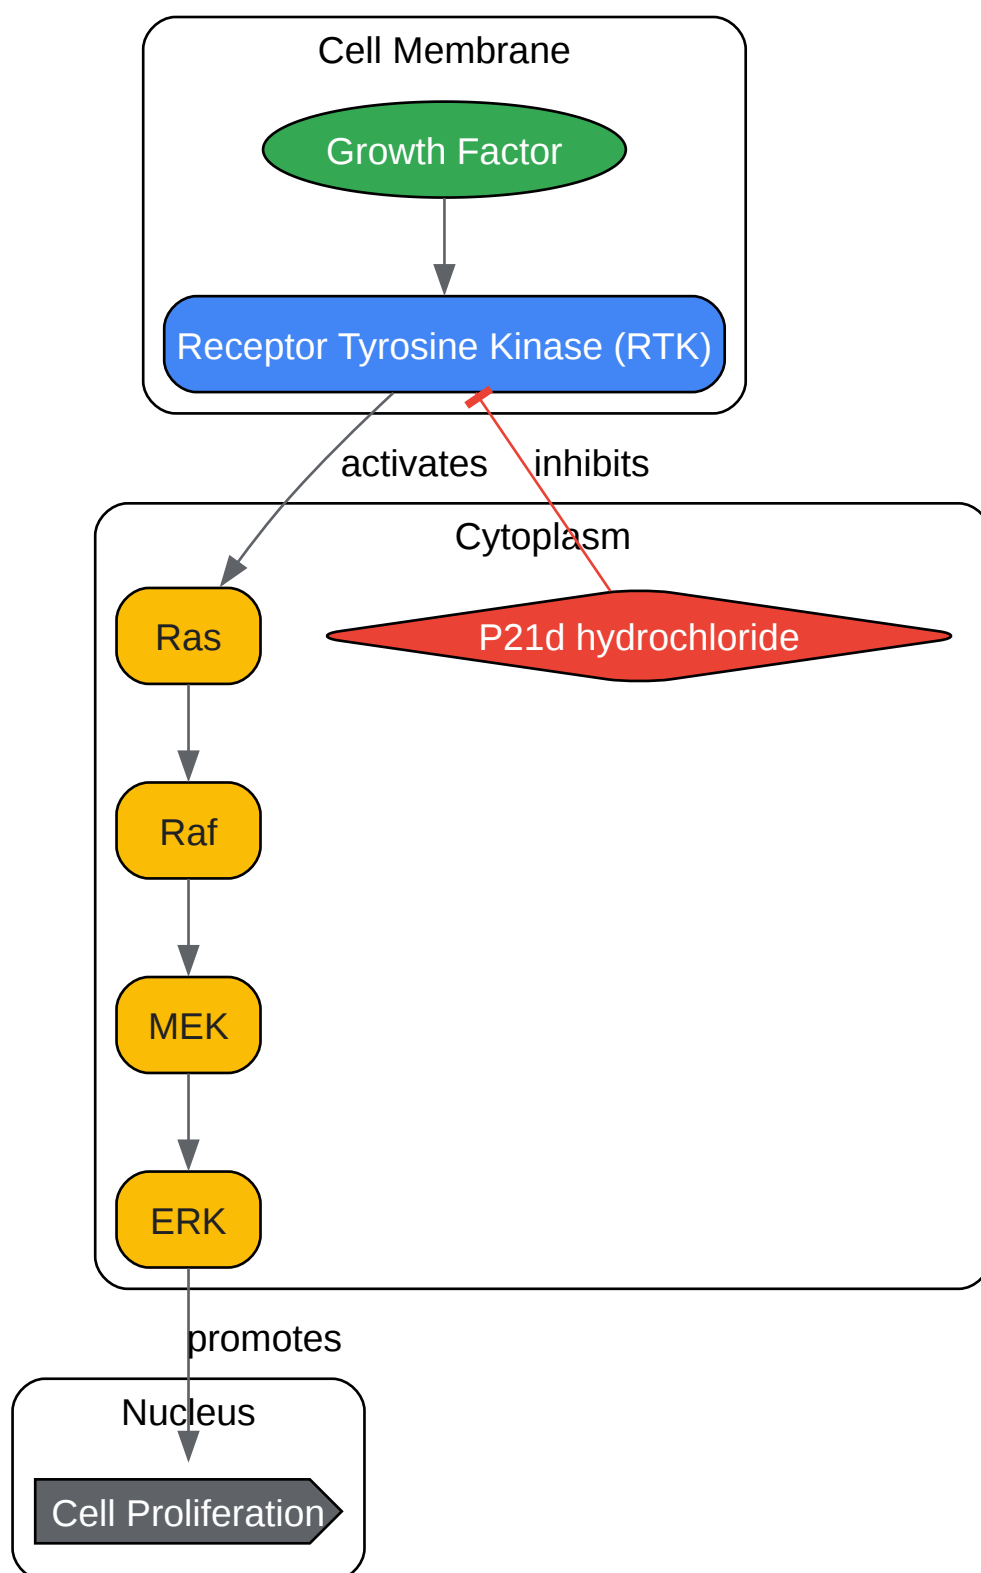 Cell Membrane
Growth Factor
Receptor Tyrosine Kinase (RTK)
activates
inhibits
Cytoplasm
Ras
P21d hydrochloride
Raf
MEK
ERK
promotes
Nucleus
Cell Proliferation